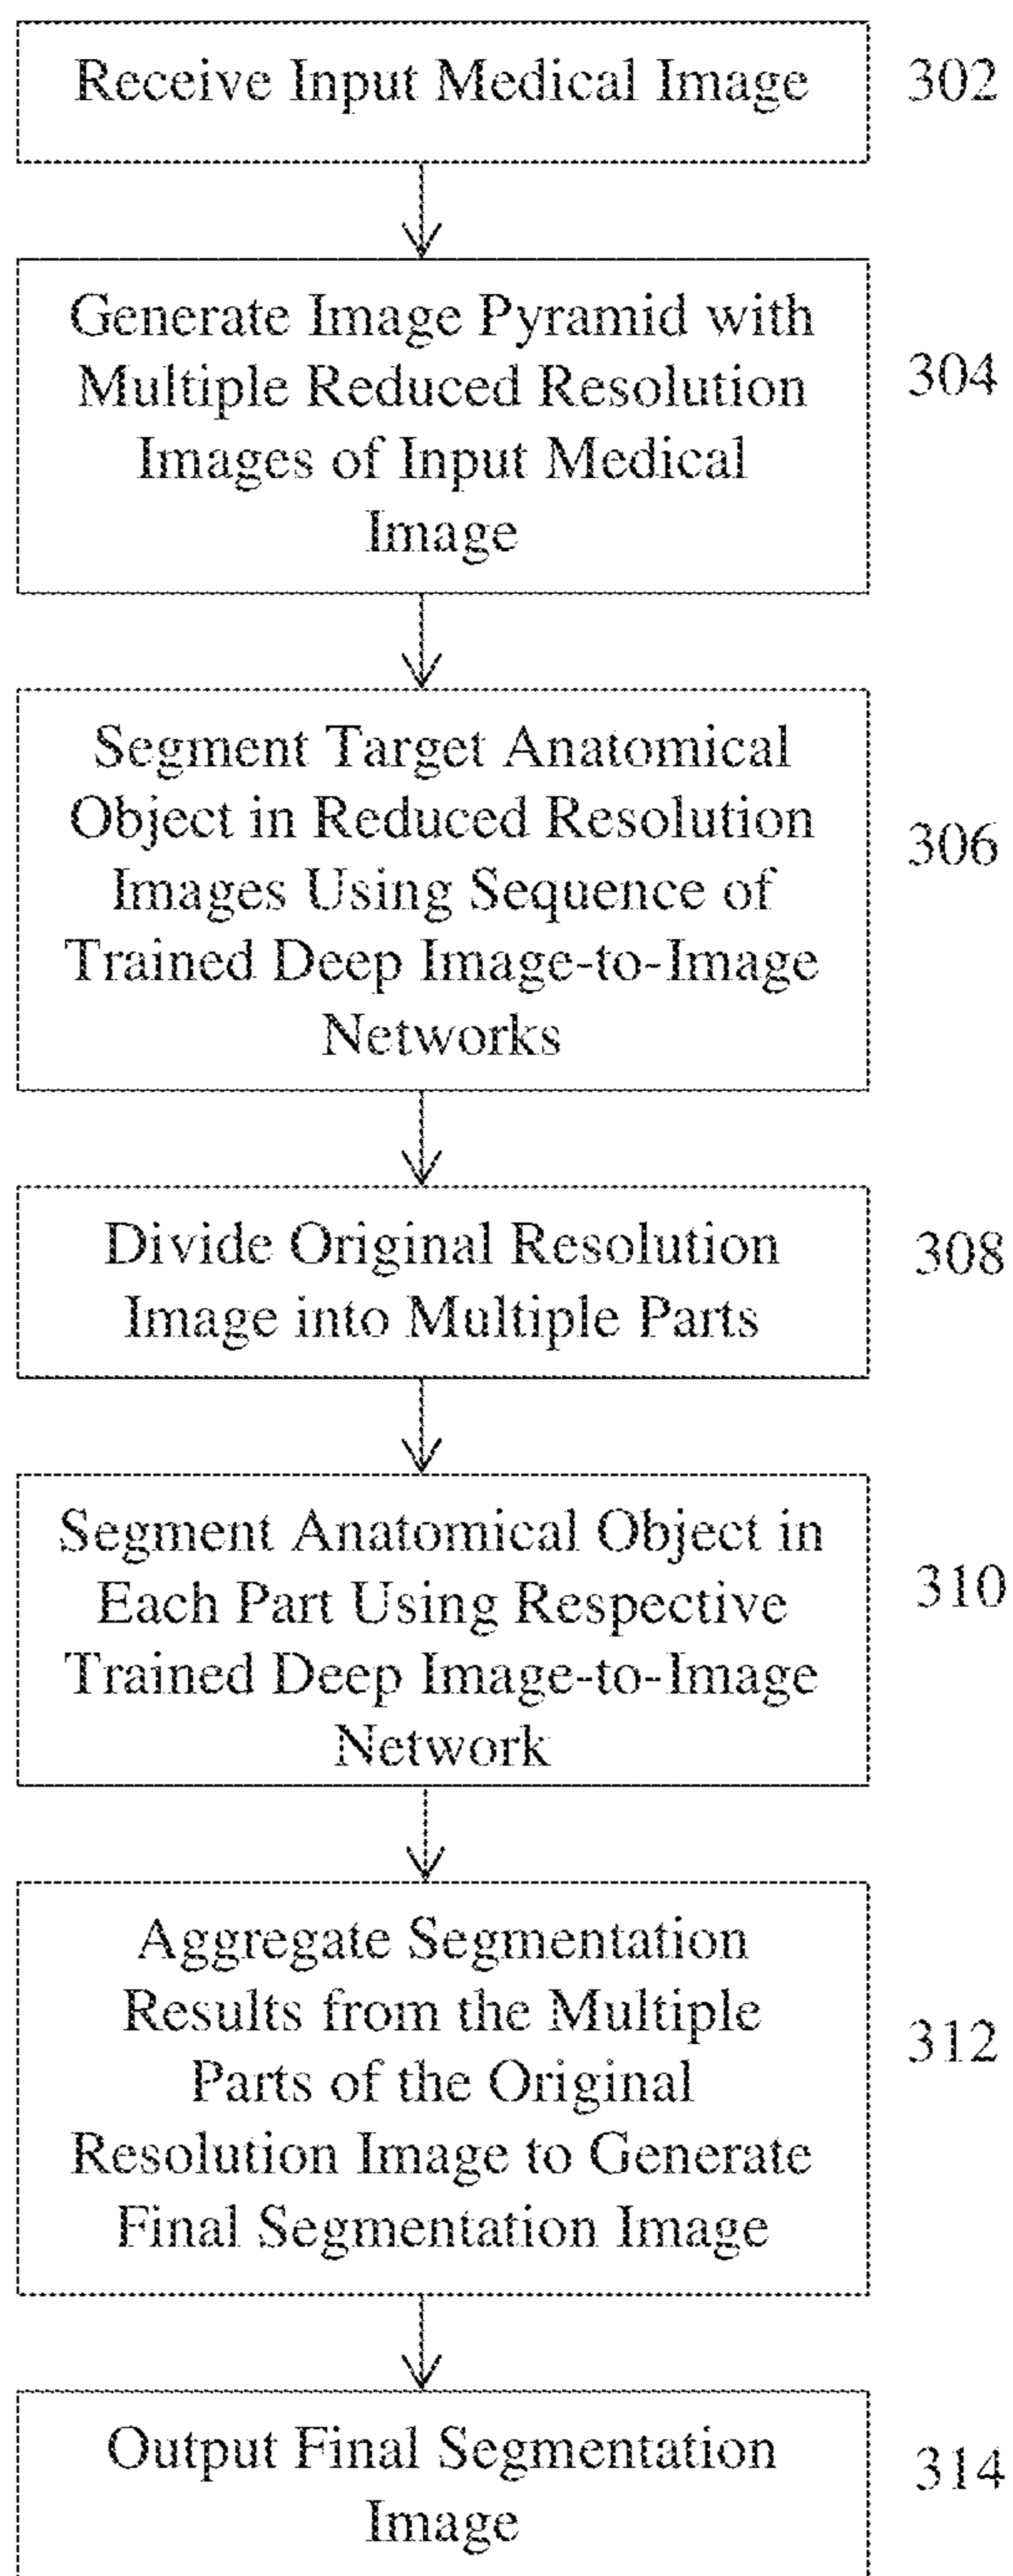 Receive Input Medical Image
302
Generate Image Pyramid with
Multiple Reduced Resolution
Images of Input Medical
Image
304
Segment Target Anatomical
Object in Reduced Resolution
Images Using Sequence of
Trained Deep Image-to-Image
Networks
306
Divide Original Resolution
Image into Multiple Parts
308
Segment Anatomical Object in
Each Part Using Respective
Trained Deep Image-to-Image
Network
310
Aggregate Segmentation
Results from the Multiple
Parts of the Original
Resolution Image to Generate
Final Segmentation Image
312
Output Final Segmentation
Image
314